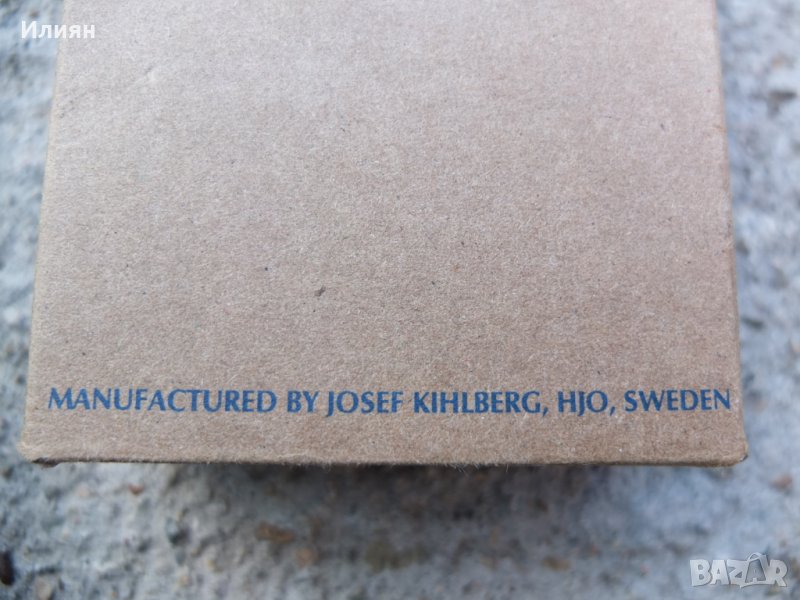 Илиян
MANUFACTURED BY JOSEF KIHLBERG, HJO, SWEDEN
BAZAR